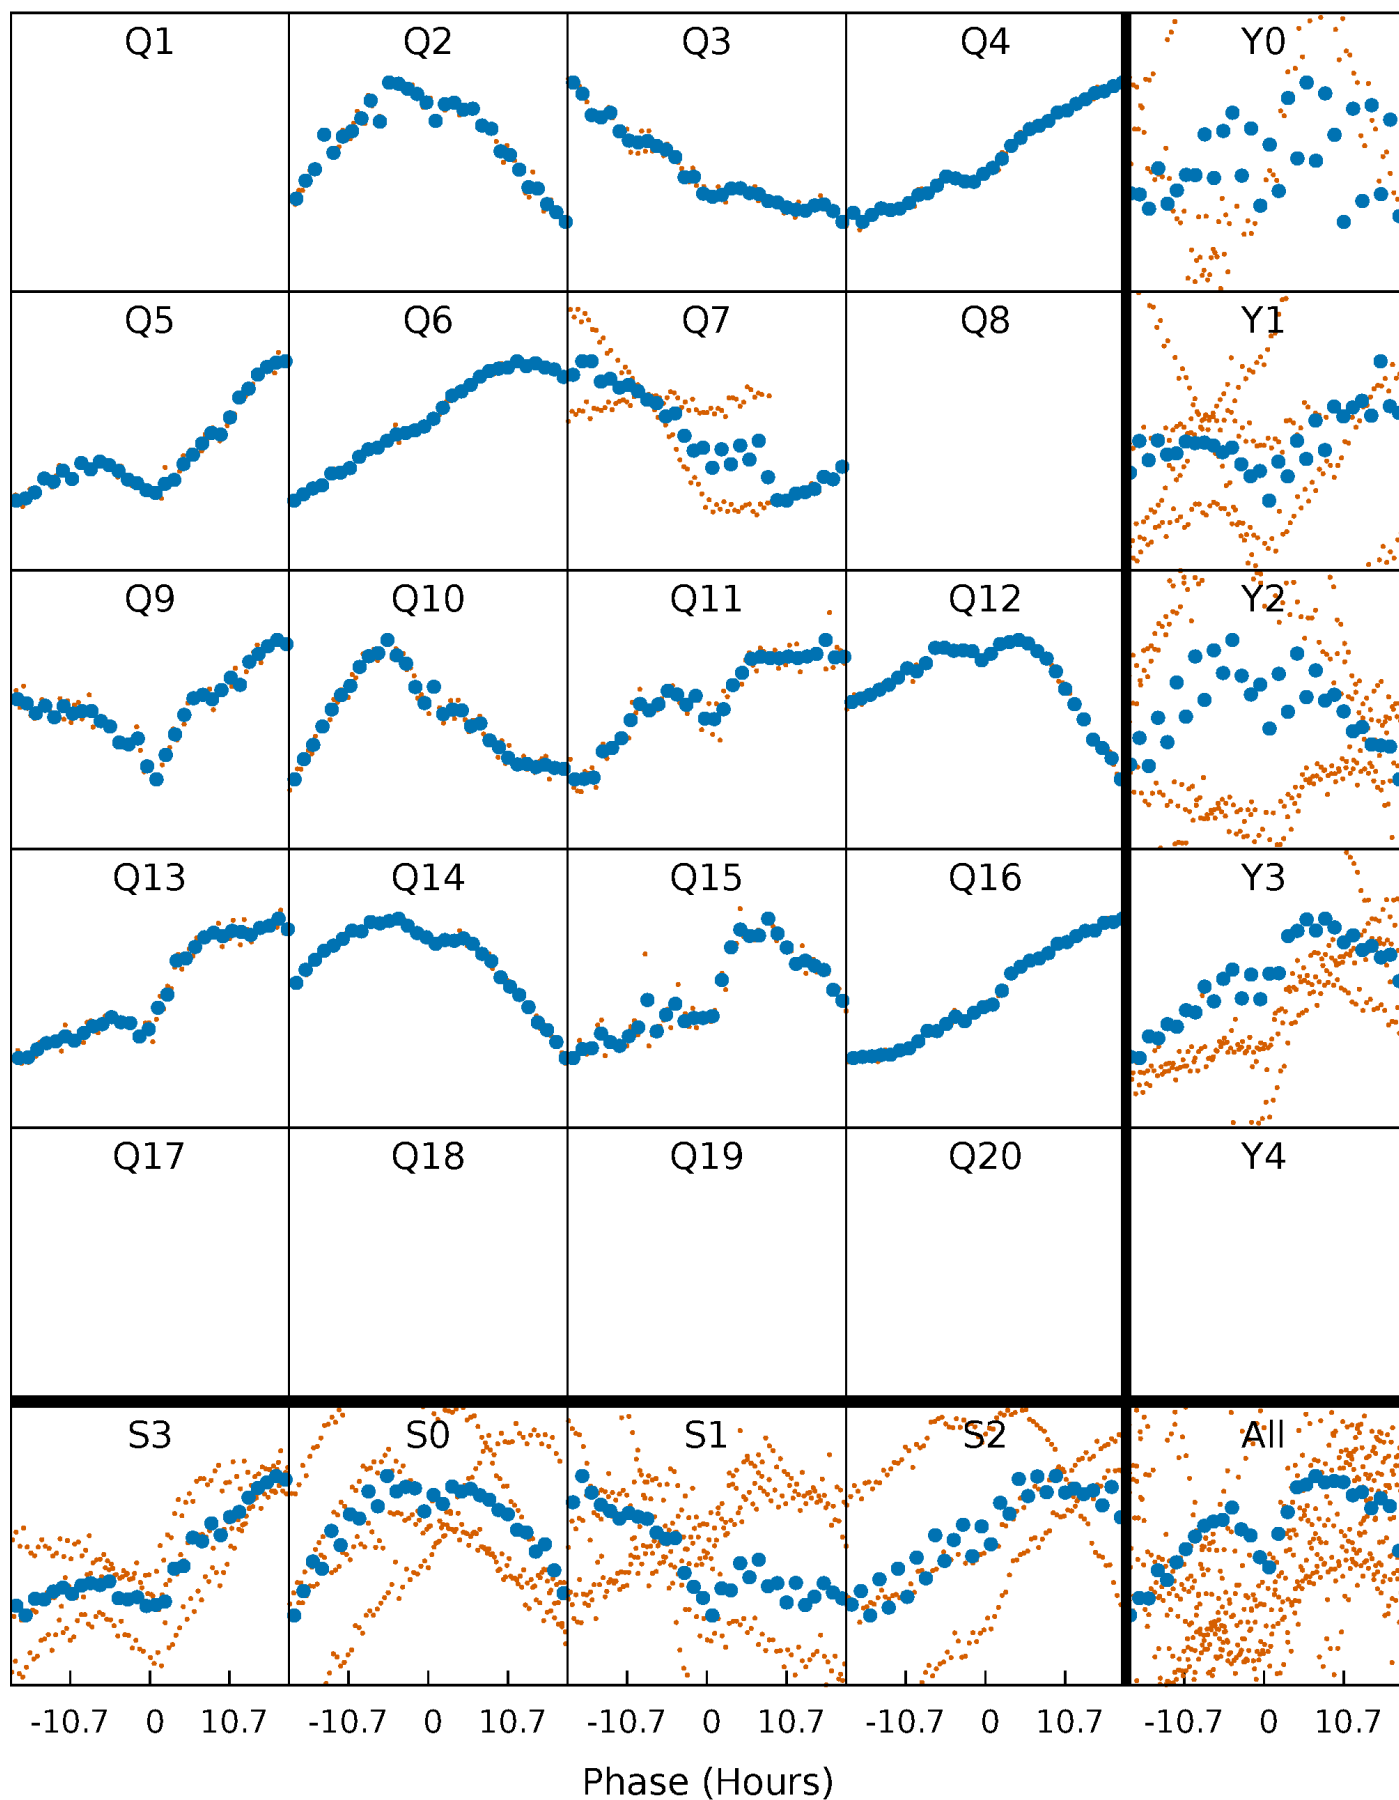 Q1 Q2 Q3 Q4 Y0
Q5 Q6 Q7 Q8 Y1
Q9 Q10 Q11 Q12 Y2
Q13 Q14 Q15 Q16 Y3
Q17 Q18 Q19 Q20 Y4
S3 S0 S1 S2 All
-10.7 0 10.7 -10.7 0 10.7 -10.7 0 10.7 -10.7 0 10.7 -10.7 0 10.7
Phase (Hours)